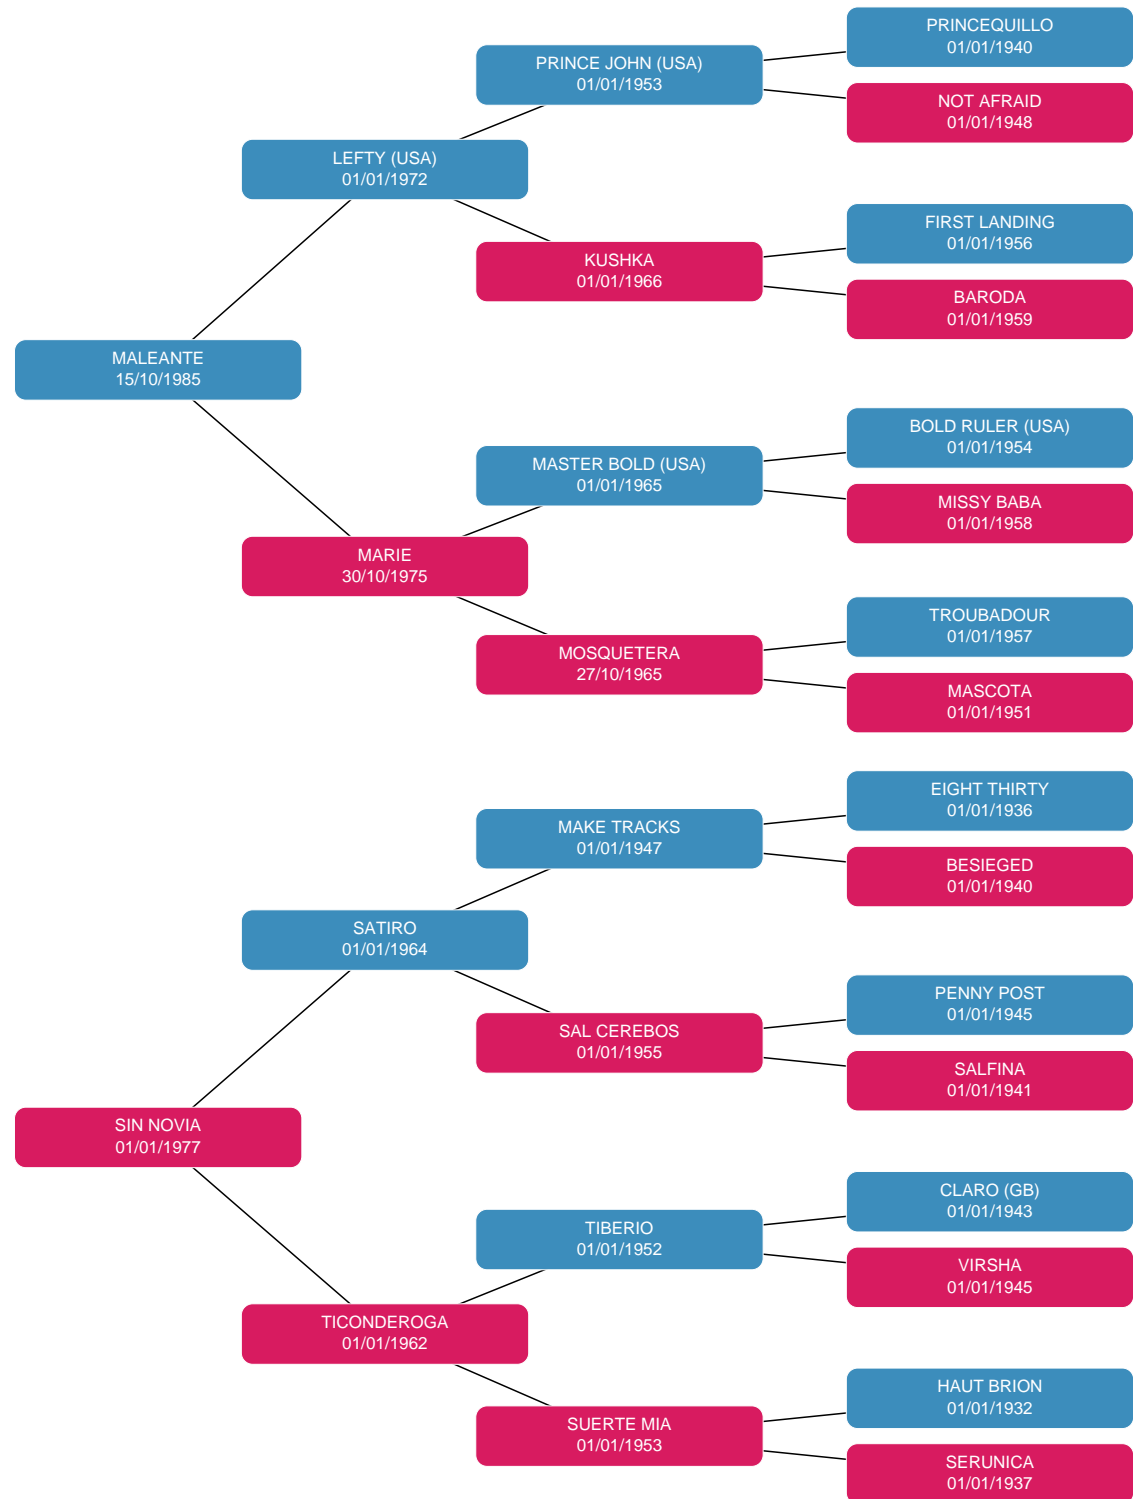 PRINCEQUILLO
01/01/1940
PRINCE JOHN (USA)
01/01/1953
NOT AFRAID
01/01/1948
LEFTY (USA)
01/01/1972
FIRST LANDING
01/01/1956
KUSHKA
01/01/1966
BARODA
01/01/1959
MALEANTE
15/10/1985
BOLD RULER (USA)
01/01/1954
MASTER BOLD (USA)
01/01/1965
MISSY BABA
01/01/1958
MARIE
30/10/1975
TROUBADOUR
01/01/1957
MOSQUETERA
27/10/1965
MASCOTA
01/01/1951
EIGHT THIRTY
01/01/1936
MAKE TRACKS
01/01/1947
BESIEGED
01/01/1940
SATIRO
01/01/1964
PENNY POST
01/01/1945
SAL CEREBOS
01/01/1955
SALFINA
01/01/1941
SIN NOVIA
01/01/1977
CLARO (GB)
01/01/1943
TIBERIO
01/01/1952
VIRSHA
01/01/1945
TICONDEROGA
01/01/1962
HAUT BRION
01/01/1932
SUERTE MIA
01/01/1953
SERUNICA
01/01/1937